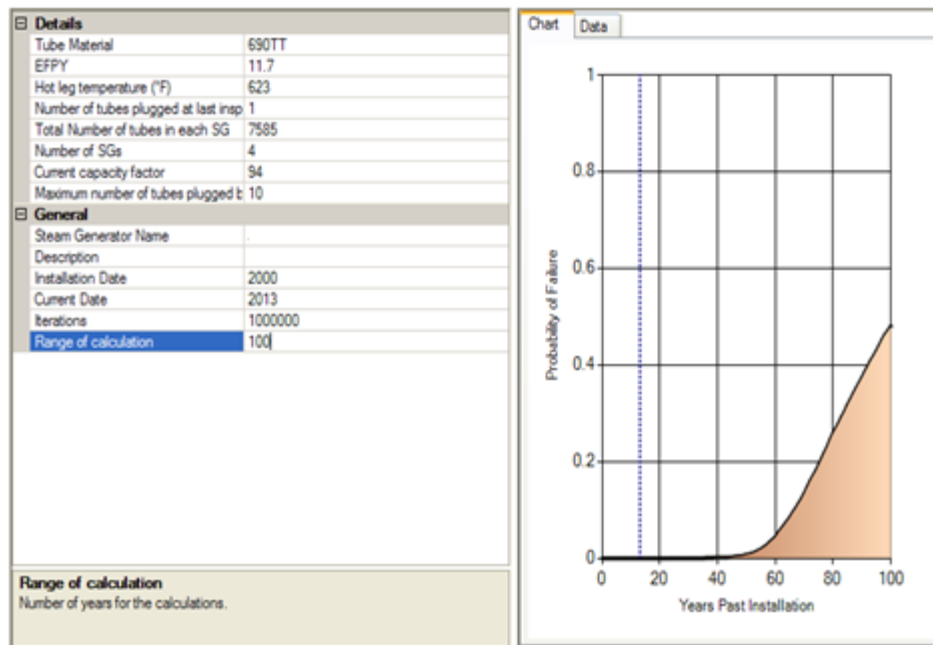 Details
Tube Material 690TT
EFPY 11.7
Hot leg temperature (°F) 623
Number of tubes plugged at last insp 1
Total Number of tubes in each SG 7585
Number of SGs 4
Current capacity factor 94
Maximum number of tubes plugged b 10
General
Steam Generator Name .
Description
Installation Date 2000
Current Date 2013
Iterations 1000000
Range of calculation 100
Range of calculation
Number of years for the calculations.
Chart Data
1
0.8
0.6
0.4
0.2
0
Probability of Failure
0 20 40 60 80 100
Years Past Installation